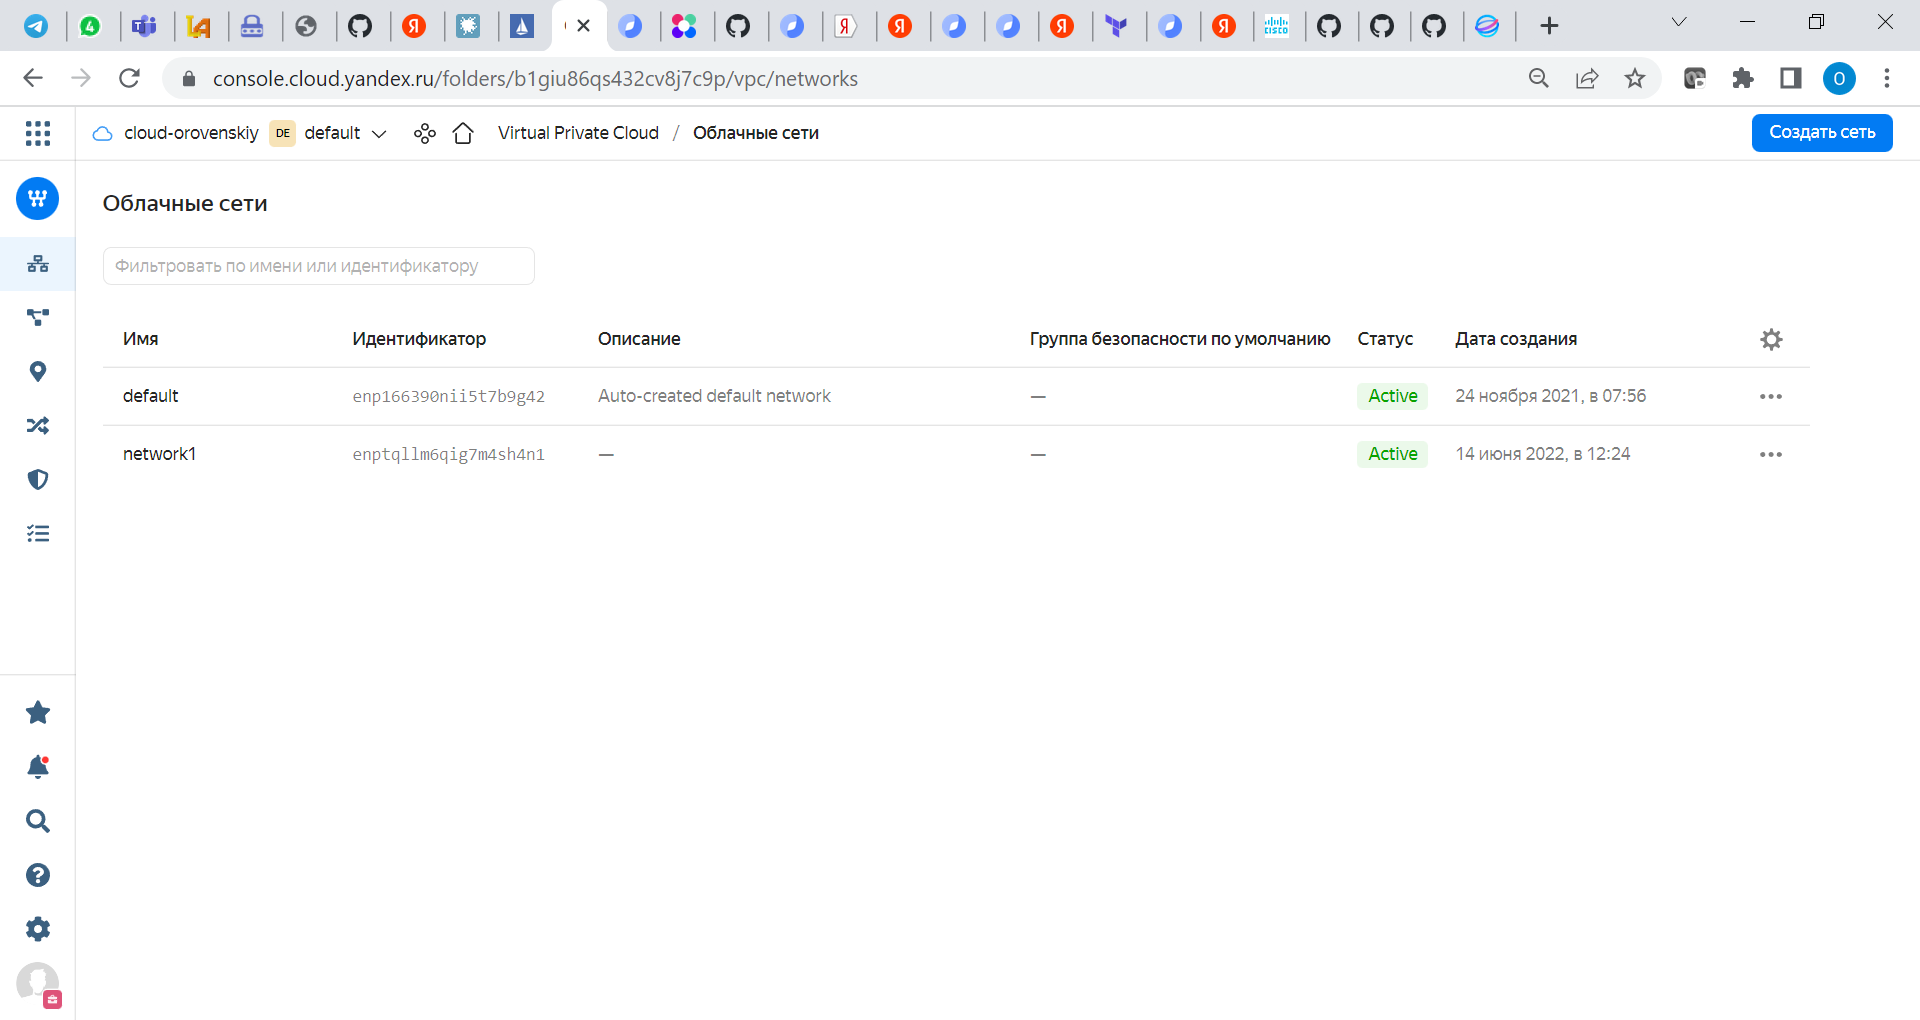 4
console.cloud.yandex.ru/folders/b1giu86qs432cv8j7c9p/vpc/networks
O
cloud-orovenskiy DE default Virtual Private Cloud / Облачные сети
Создать сеть
Облачные сети
Фильтровать по имени или идентификатору
Имя Идентификатор Описание Группа безопасности по умолчанию Статус Дата создания
default enp166390nii5t7b9g42 Auto-created default network — Active 24 ноября 2021, в 07:56
network1 enptqllm6qig7m4sh4n1 — — Active 14 июня 2022, в 12:24